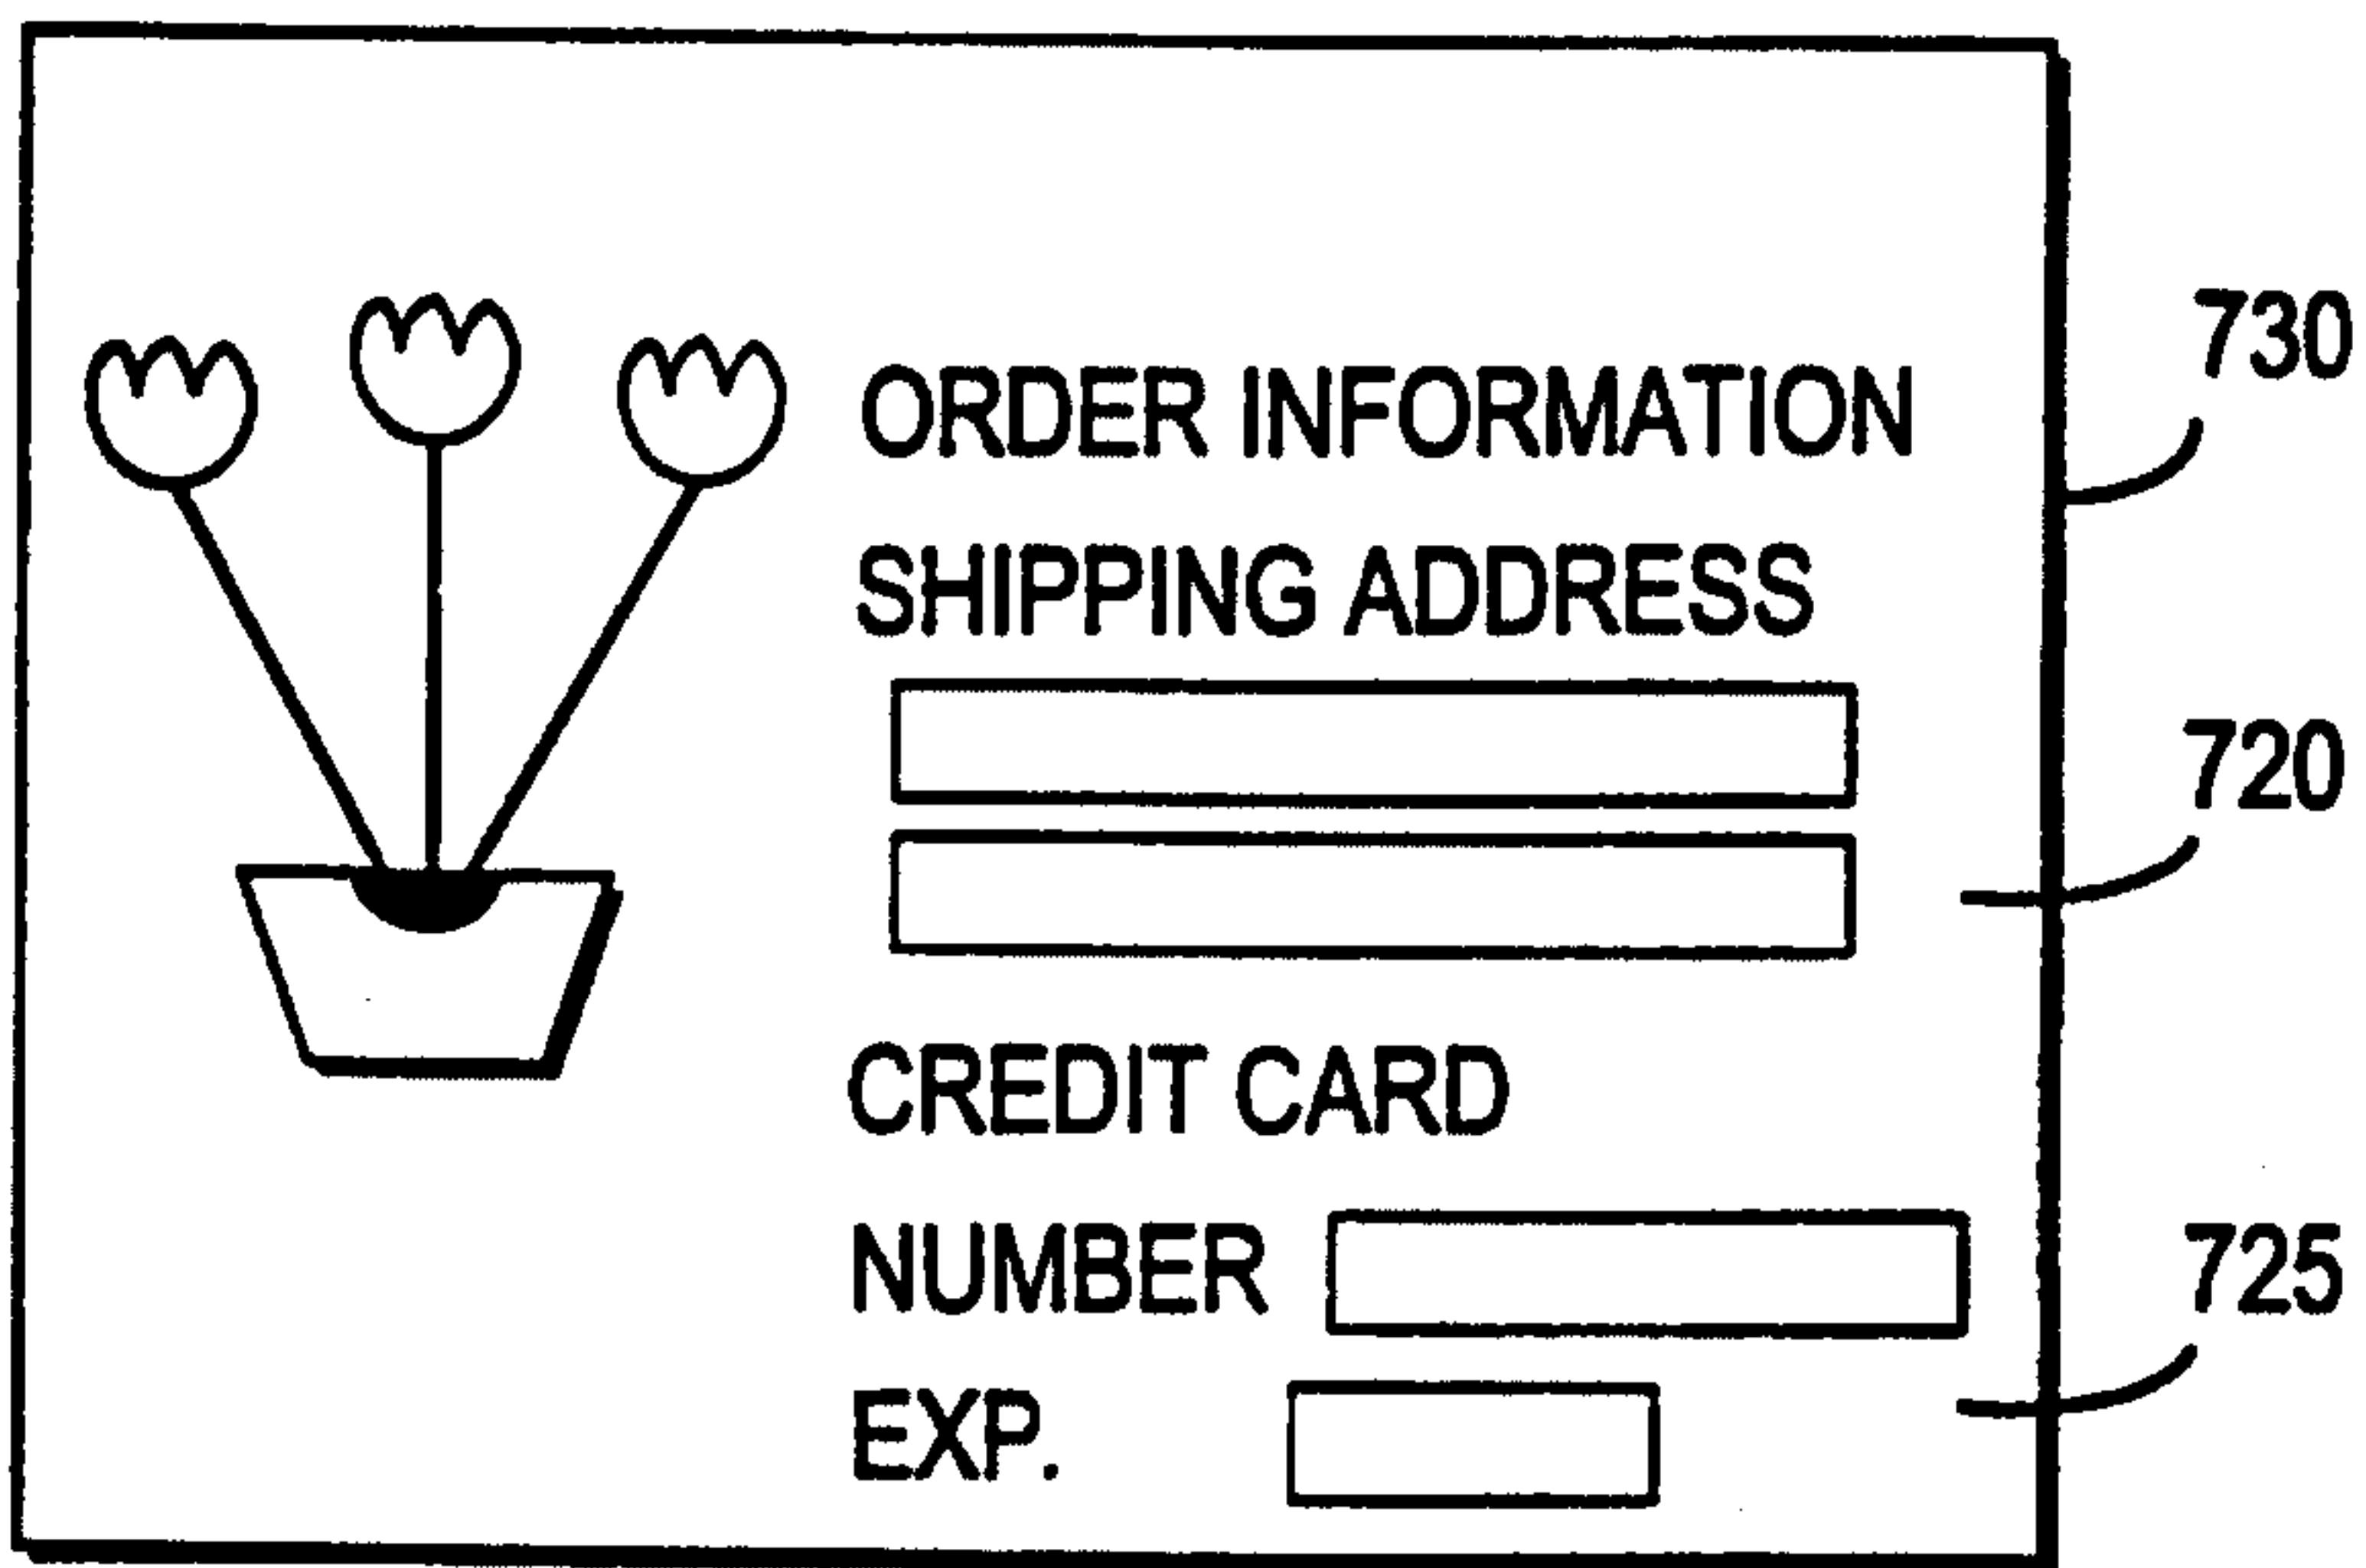 730
ORDER INFORMATION
SHIPPING ADDRESS
720
CREDIT CARD
NUMBER
725
EXP.